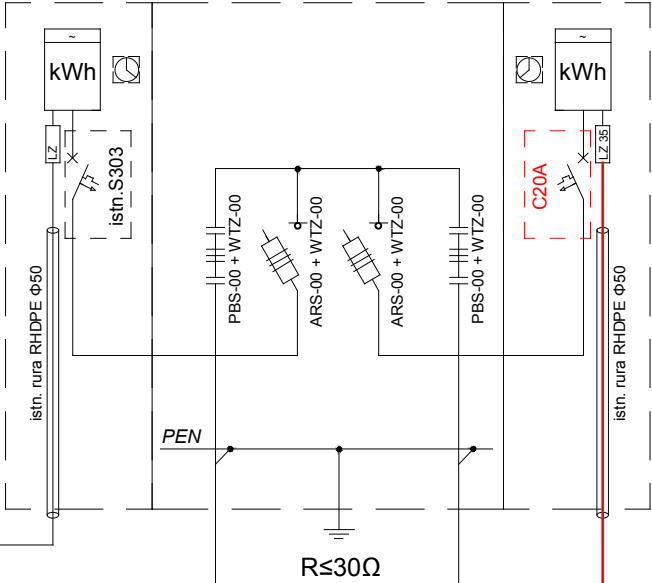 ~
kWh
LZ
istn.S303
istn. rura RHDPE Φ50
PBS-00 + WTZ-00
ARS-00 + WTZ-00
ARS-00 + WTZ-00
PBS-00 + WTZ-00
~
kWh
LZ 35
C20A
istn. rura RHDPE Φ50
PEN
R≤30Ω